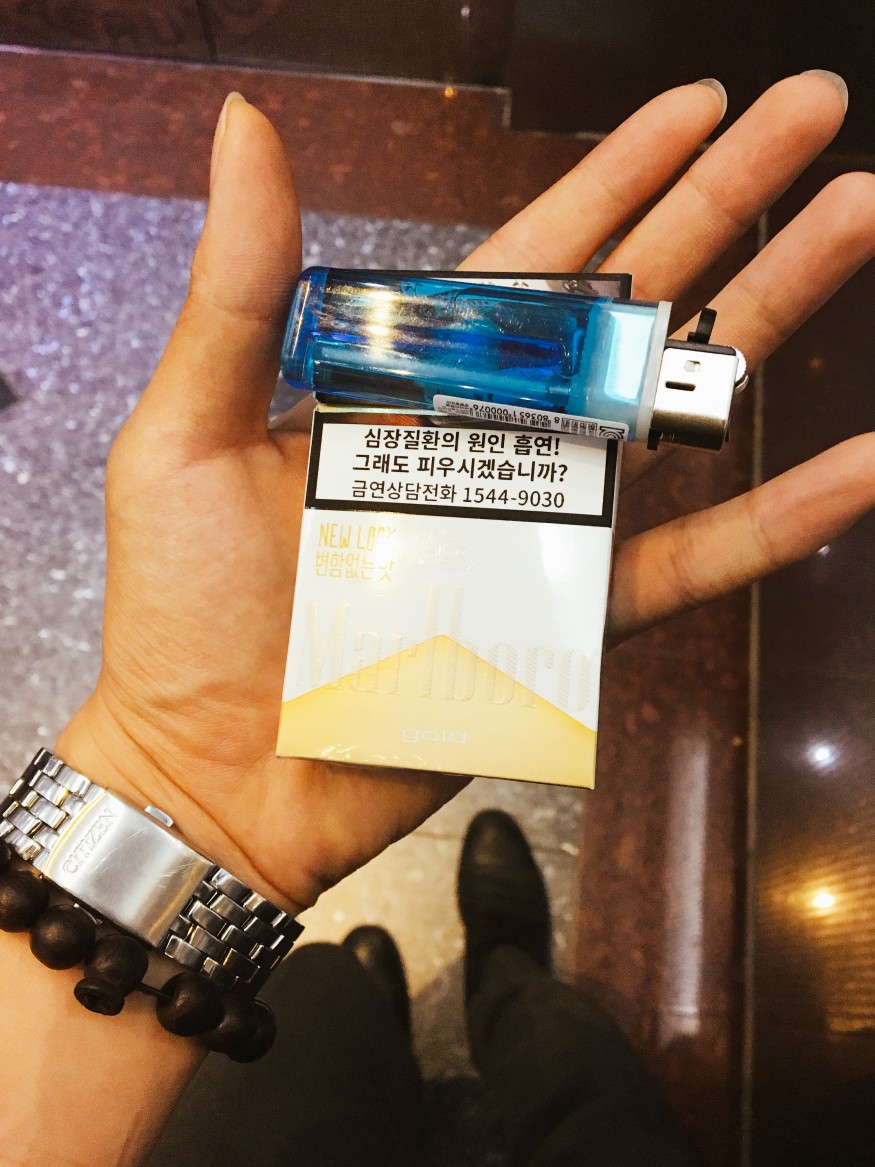 심장질환의 원인 흡연!
그래도 피우시겠습니까?
금연상담전화 1544-9030
NEW LOOK
변함없는 맛
Marlboro
gold
CITIZEN